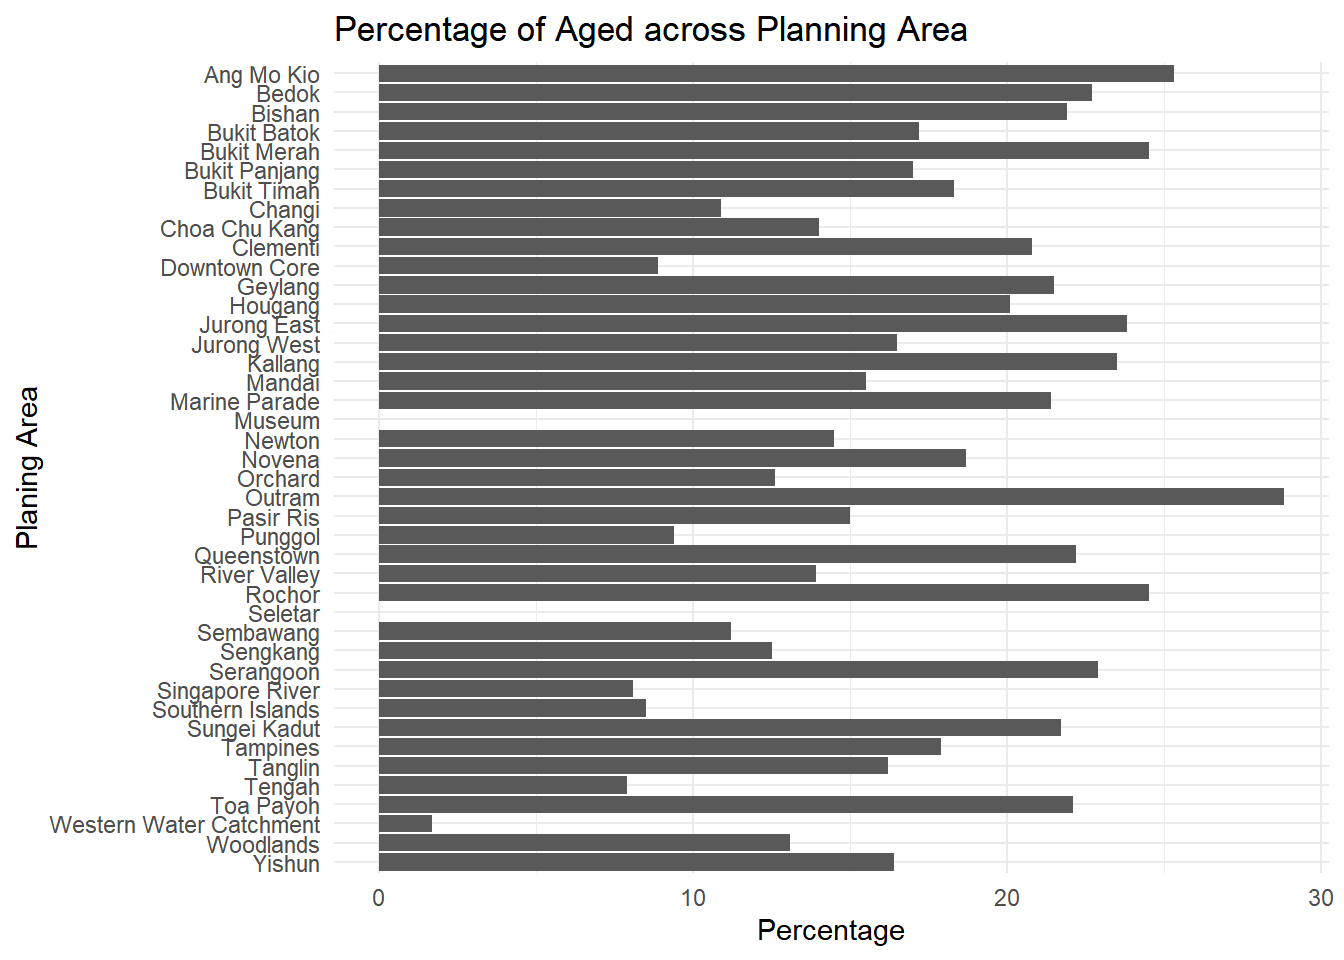 Percentage of Aged across Planning Area
Ang Mo Kio
Bedok
Bishan
Bukit Batok
Bukit Merah
Bukit Panjang
Bukit Timah
Changi
Choa Chu Kang
Clementi
Downtown Core
Geylang
Hougang
Jurong East
Jurong West
Kallang
Mandai
Marine Parade
Museum
Newton
Novena
Orchard
Outram
Pasir Ris
Punggol
Queenstown
River Valley
Rochor
Seletar
Sembawang
Sengkang
Serangoon
Singapore River
Southern Islands
Sungei Kadut
Tampines
Tanglin
Tengah
Toa Payoh
Western Water Catchment
Woodlands
Yishun
Planing Area
0 10 20 30
Percentage